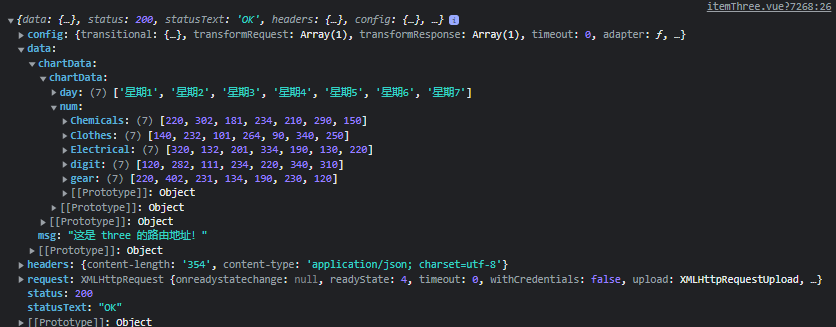 itemThree.vue?7268:26
{data: {…}, status: 200, statusText: 'OK', headers: {…}, config: {…}, …} i
config: {transitional: {…}, transformRequest: Array(1), transformResponse: Array(1), timeout: 0, adapter: ƒ, …}
data:
chartData:
chartData:
day: (7) ['星期1', '星期2', '星期3', '星期4', '星期5', '星期6', '星期7']
num:
Chemicals: (7) [220, 302, 181, 234, 210, 290, 150]
Clothes: (7) [140, 232, 101, 264, 90, 340, 250]
Electrical: (7) [320, 132, 201, 334, 190, 130, 220]
digit: (7) [120, 282, 111, 234, 220, 340, 310]
gear: (7) [220, 402, 231, 134, 190, 230, 120]
[[Prototype]]: Object
[[Prototype]]: Object
[[Prototype]]: Object
msg: "这是 three 的路由地址！"
[[Prototype]]: Object
headers: {content-length: '354', content-type: 'application/json; charset=utf-8'}
request: XMLHttpRequest {onreadystatechange: null, readyState: 4, timeout: 0, withCredentials: false, upload: XMLHttpRequestUpload, …}
status: 200
statusText: "OK"
[[Prototype]]: Object